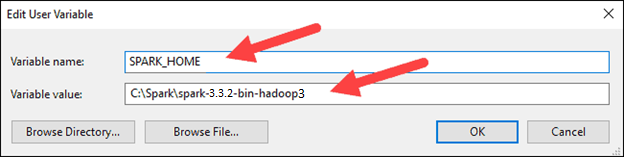 Edit User Variable
Variable name: SPARK_HOME
Variable value: C:\Spark\spark-3.3.2-bin-hadoop3
Browse Directory... Browse File... OK Cancel